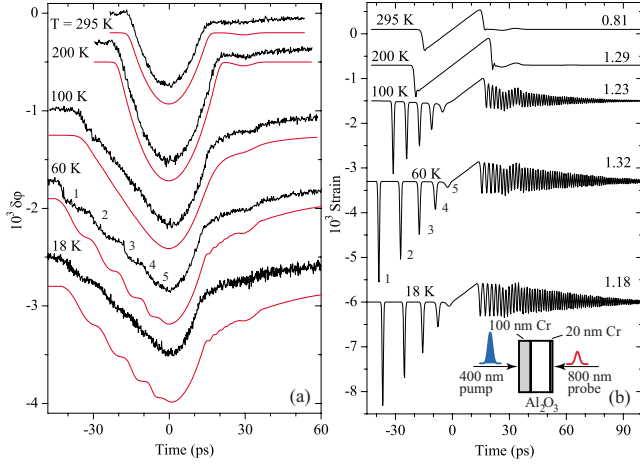 0
-1
-2
-3
-4
10³ δφ
T = 295 K
200 K
100 K
60 K
1
2
3
4
5
18 K
(a)
-30
0
30
60
Time (ps)
0
-1
-2
-3
-4
-5
-6
-7
-8
10³ Strain
295 K
0.81
200 K
1.29
100 K
1.23
60 K
1.32
5
4
3
2
1
18 K
1.18
100 nm Cr
20 nm Cr
400 nm
pump
800 nm
probe
Al₂O₃
(b)
-30
0
30
60
90
Time (ps)